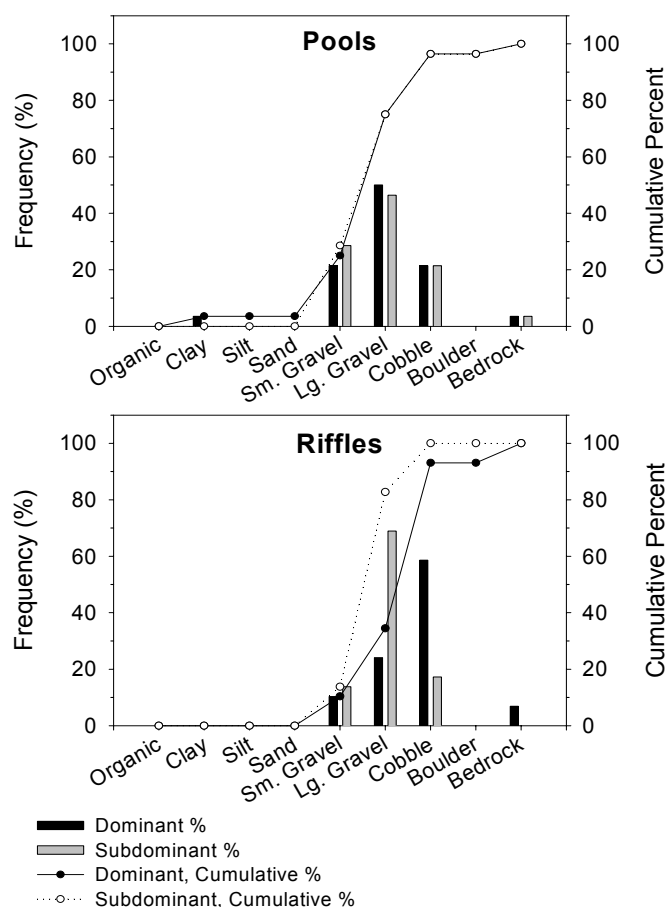 Pools
Frequency (%)
Cumulative Percent
100
80
60
40
20
0
100
80
60
40
20
0
Organic
Clay
Silt
Sand
Sm. Gravel
Lg. Gravel
Cobble
Boulder
Bedrock
Riffles
Frequency (%)
Cumulative Percent
100
80
60
40
20
0
100
80
60
40
20
0
Organic
Clay
Silt
Sand
Sm. Gravel
Lg. Gravel
Cobble
Boulder
Bedrock
Dominant %
Subdominant %
Dominant, Cumulative %
Subdominant, Cumulative %